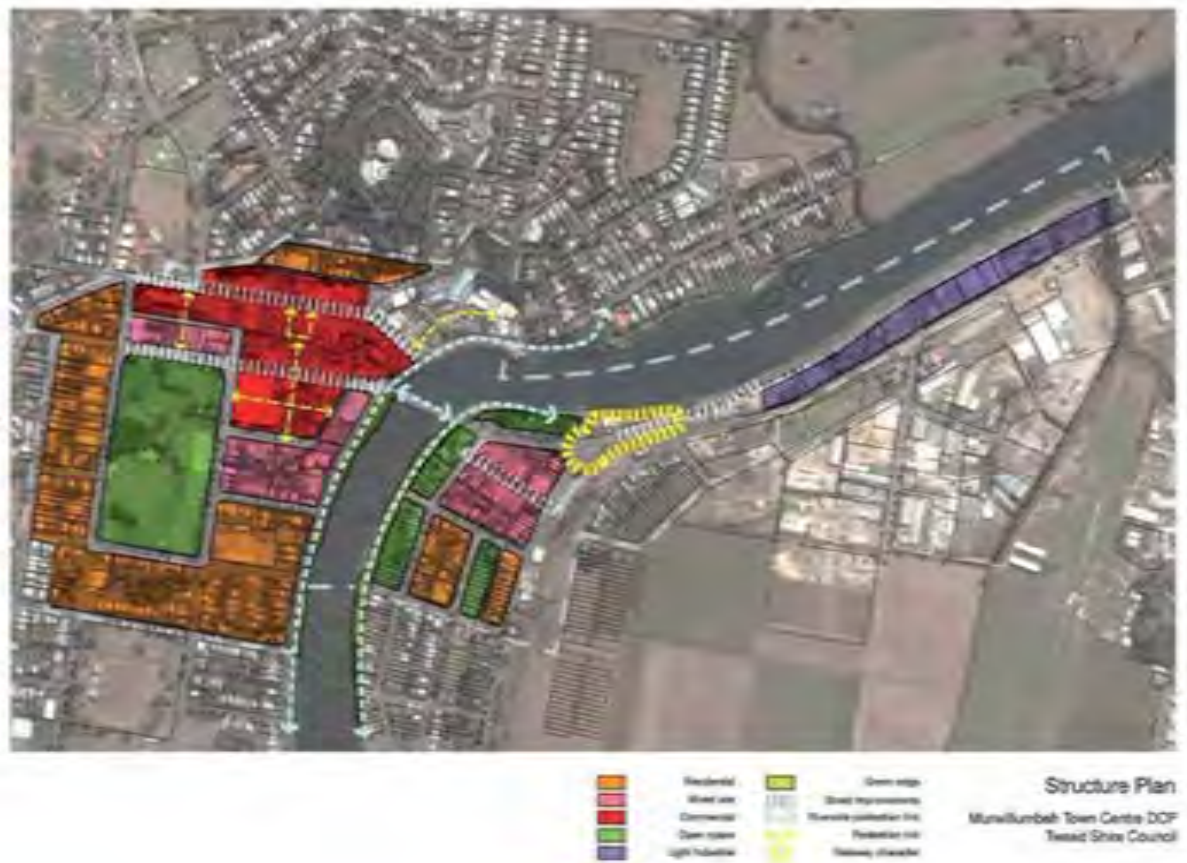 Residential
Mixed use
Commercial
Open space
Light Industrial
Green edge
Street improvements
Riverside pedestrian link
Pedestrian link
Gateway character
Structure Plan
Murwillumbah Town Centre DCP
Tweed Shire Council